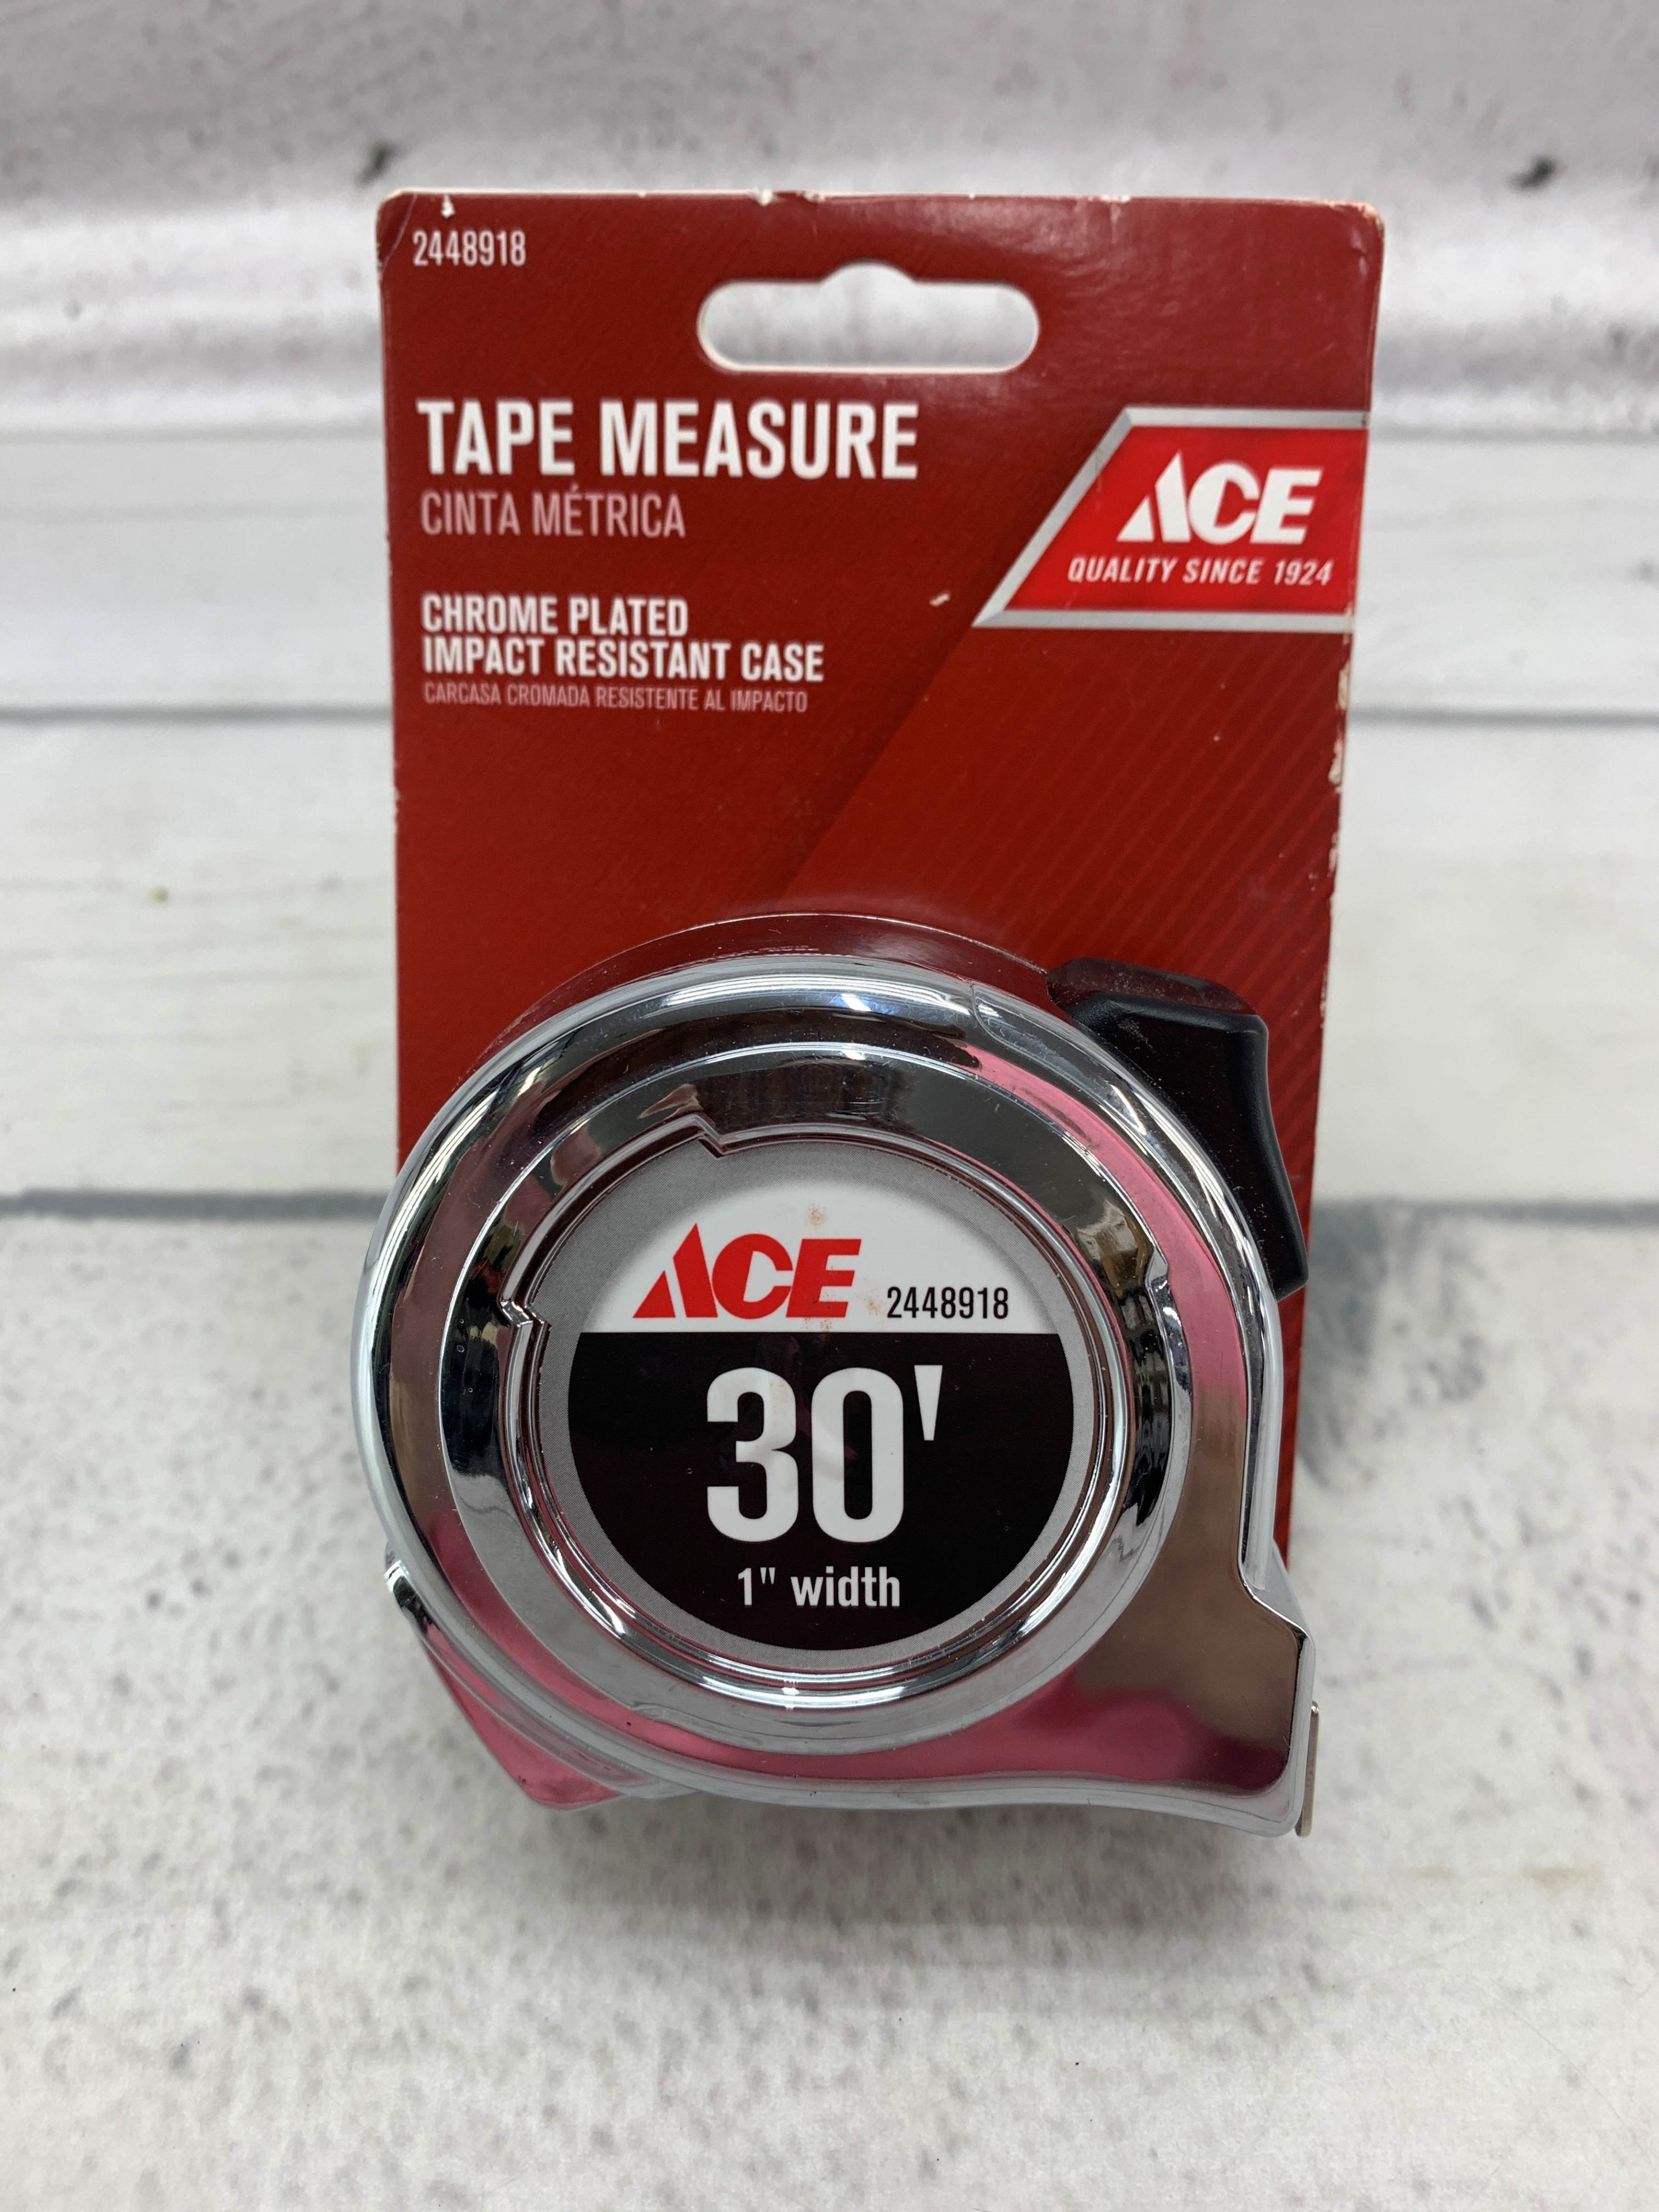 2448918
TAPE MEASURE
CINTA MÉTRICA
ACE
QUALITY SINCE 1924
CHROME PLATED
IMPACT RESISTANT CASE
CARCASA CROMADA RESISTENTE AL IMPACTO
ACE 2448918
30'
1" width